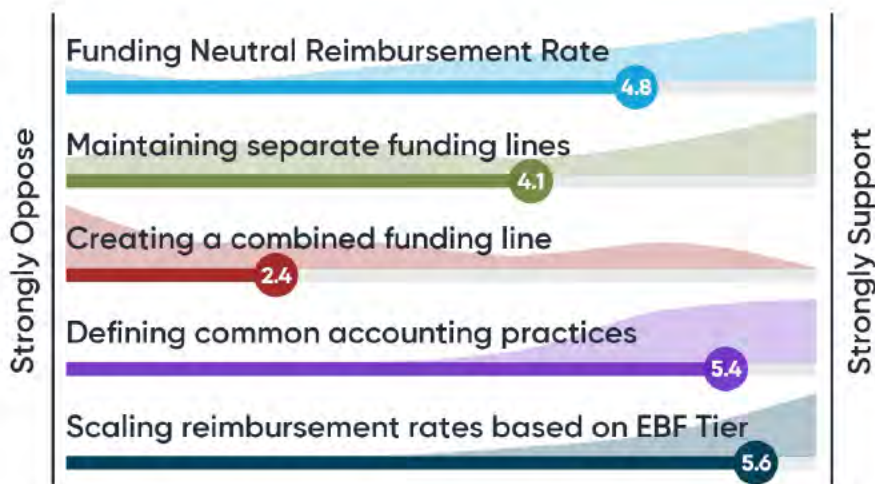 Strongly Oppose
Funding Neutral Reimbursement Rate
4.8
Maintaining separate funding lines
4.1
Creating a combined funding line
2.4
Defining common accounting practices
5.4
Scaling reimbursement rates based on EBF Tier
5.6
Strongly Support